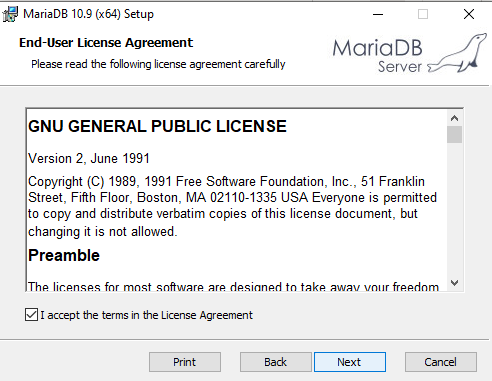 MariaDB 10.9 (x64) Setup
End-User License Agreement
Please read the following license agreement carefully
MariaDB
Server
GNU GENERAL PUBLIC LICENSE
Version 2, June 1991
Copyright (C) 1989, 1991 Free Software Foundation, Inc., 51 Franklin
Street, Fifth Floor, Boston, MA 02110-1335 USA Everyone is permitted
to copy and distribute verbatim copies of this license document, but
changing it is not allowed.
Preamble
The licenses for most software are designed to take away your freedom
I accept the terms in the License Agreement
Print
Back
Next
Cancel